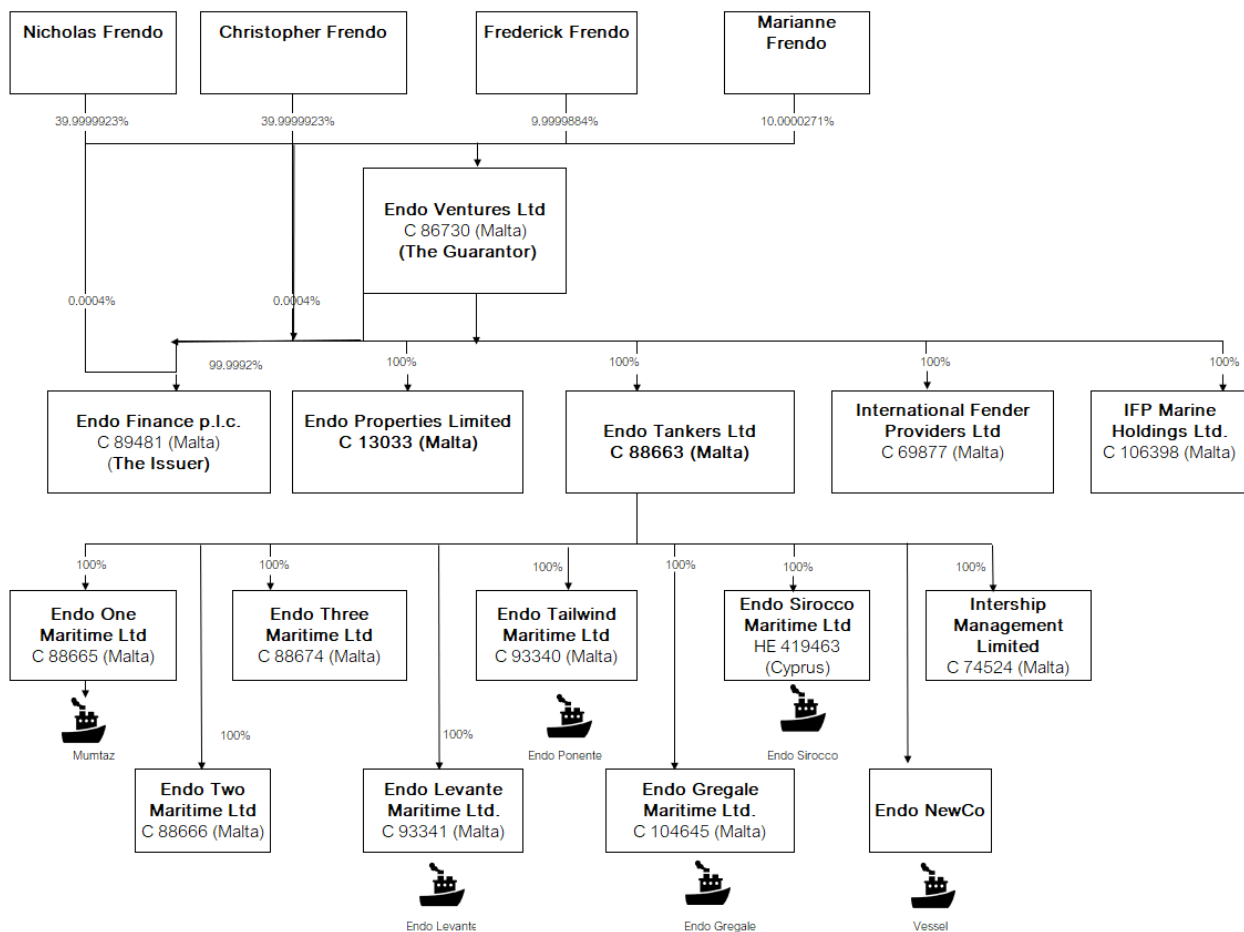 Nicholas Frendo
Christopher Frendo
Frederick Frendo
Marianne
Frendo
39.9999923%
39.9999923%
9.9999884%
10.0000271%
Endo Ventures Ltd
C 86730 (Malta)
(The Guarantor)
0.0004%
0.0004%
99.9992%
100%
100%
100%
100%
Endo Finance p.l.c.
C 89481 (Malta)
(The Issuer)
Endo Properties Limited
C 13033 (Malta)
Endo Tankers Ltd
C 88663 (Malta)
International Fender
Providers Ltd
C 69877 (Malta)
IFP Marine
Holdings Ltd.
C 106398 (Malta)
100%
100%
100%
100%
100%
100%
Endo One
Maritime Ltd
C 88665 (Malta)
Endo Three
Maritime Ltd
C 88674 (Malta)
Endo Tailwind
Maritime Ltd
C 93340 (Malta)
Endo Sirocco
Maritime Ltd
HE 419463
(Cyprus)
Intership
Management
Limited
C 74524 (Malta)
Mumtaz
100%
100%
Endo Ponente
Endo Sirocco
Endo Two
Maritime Ltd
C 88666 (Malta)
Endo Levante
Maritime Ltd.
C 93341 (Malta)
Endo Gregale
Maritime Ltd.
C 104645 (Malta)
Endo NewCo
Endo Levante
Endo Gregale
Vessel